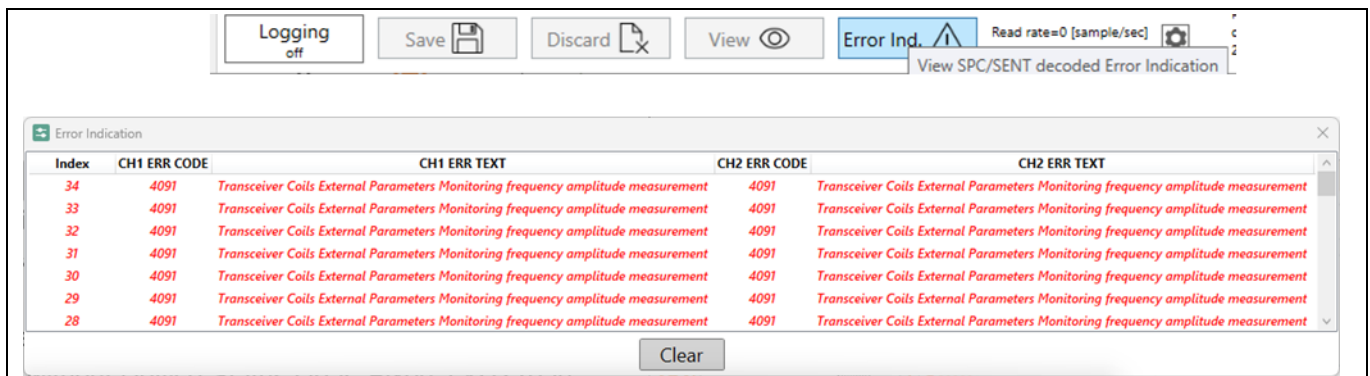 Logging
off
Save
Discard
View
Error Ind.
Read rate=0 [sample/sec]
View SPC/SENT decoded Error Indication
Error Indication
Index CH1 ERR CODE CH1 ERR TEXT CH2 ERR CODE CH2 ERR TEXT
34 4091 Transceiver Coils External Parameters Monitoring frequency amplitude measurement 4091 Transceiver Coils External Parameters Monitoring frequency amplitude measurement
33 4091 Transceiver Coils External Parameters Monitoring frequency amplitude measurement 4091 Transceiver Coils External Parameters Monitoring frequency amplitude measurement
32 4091 Transceiver Coils External Parameters Monitoring frequency amplitude measurement 4091 Transceiver Coils External Parameters Monitoring frequency amplitude measurement
31 4091 Transceiver Coils External Parameters Monitoring frequency amplitude measurement 4091 Transceiver Coils External Parameters Monitoring frequency amplitude measurement
30 4091 Transceiver Coils External Parameters Monitoring frequency amplitude measurement 4091 Transceiver Coils External Parameters Monitoring frequency amplitude measurement
29 4091 Transceiver Coils External Parameters Monitoring frequency amplitude measurement 4091 Transceiver Coils External Parameters Monitoring frequency amplitude measurement
28 4091 Transceiver Coils External Parameters Monitoring frequency amplitude measurement 4091 Transceiver Coils External Parameters Monitoring frequency amplitude measurement
Clear